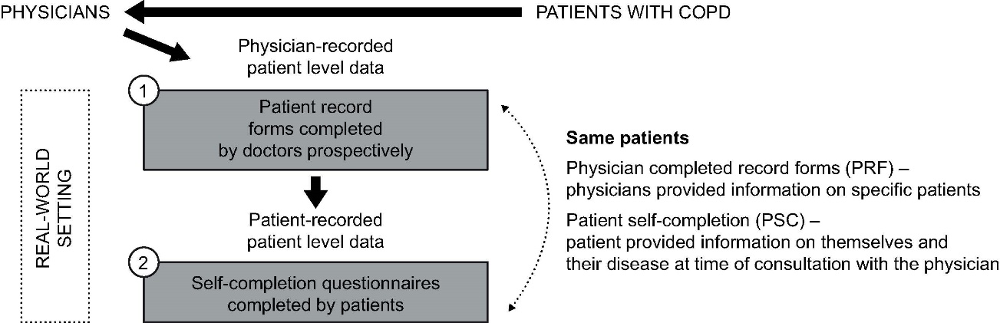 PHYSICIANS
PATIENTS WITH COPD
Physician-recorded
patient level data
1
Patient record
forms completed
by doctors prospectively
REAL-WORLD
SETTING
Patient-recorded
patient level data
2
Self-completion questionnaires
completed by patients
Same patients
Physician completed record forms (PRF) –
physicians provided information on specific patients
Patient self-completion (PSC) –
patient provided information on themselves and
their disease at time of consultation with the physician